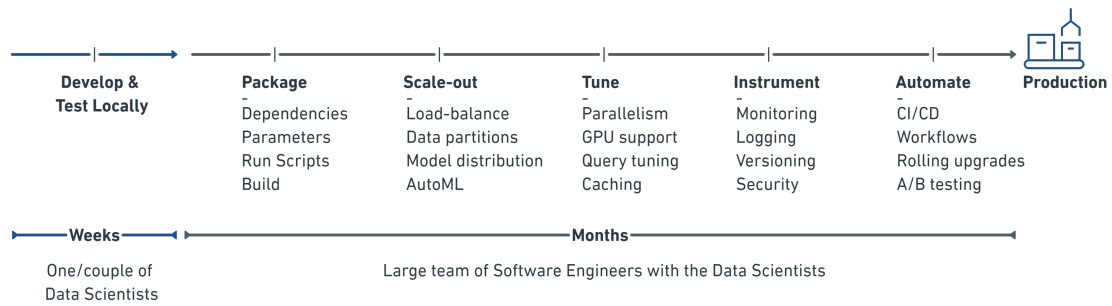 Develop &
Test Locally
Package
-
Dependencies
Parameters
Run Scripts
Build
Scale-out
-
Load-balance
Data partitions
Model distribution
AutoML
Tune
-
Parallelism
GPU support
Query tuning
Caching
Instrument
-
Monitoring
Logging
Versioning
Security
Automate
-
CI/CD
Workflows
Rolling upgrades
A/B testing
Production
Weeks
Months
One/couple of
Data Scientists
Large team of Software Engineers with the Data Scientists